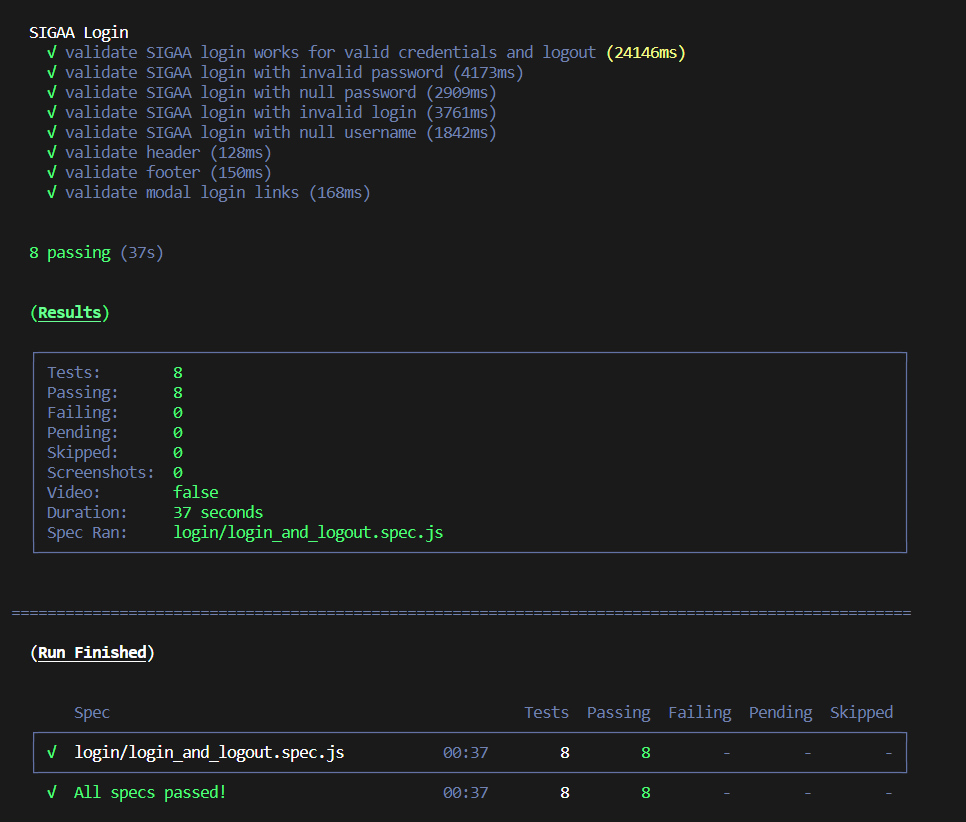 SIGAA Login
√ validate SIGAA login works for valid credentials and logout (24146ms)
√ validate SIGAA login with invalid password (4173ms)
√ validate SIGAA login with null password (2909ms)
√ validate SIGAA login with invalid login (3761ms)
√ validate SIGAA login with null username (1842ms)
√ validate header (128ms)
√ validate footer (150ms)
√ validate modal login links (168ms)
8 passing (37s)
(Results)
Tests: 8
Passing: 8
Failing: 0
Pending: 0
Skipped: 0
Screenshots: 0
Video: false
Duration: 37 seconds
Spec Ran: login/login_and_logout.spec.js
====================================================================================================
(Run Finished)
Spec Tests Passing Failing Pending Skipped
√ login/login_and_logout.spec.js 00:37 8 8 - - -
√ All specs passed! 00:37 8 8 - - -